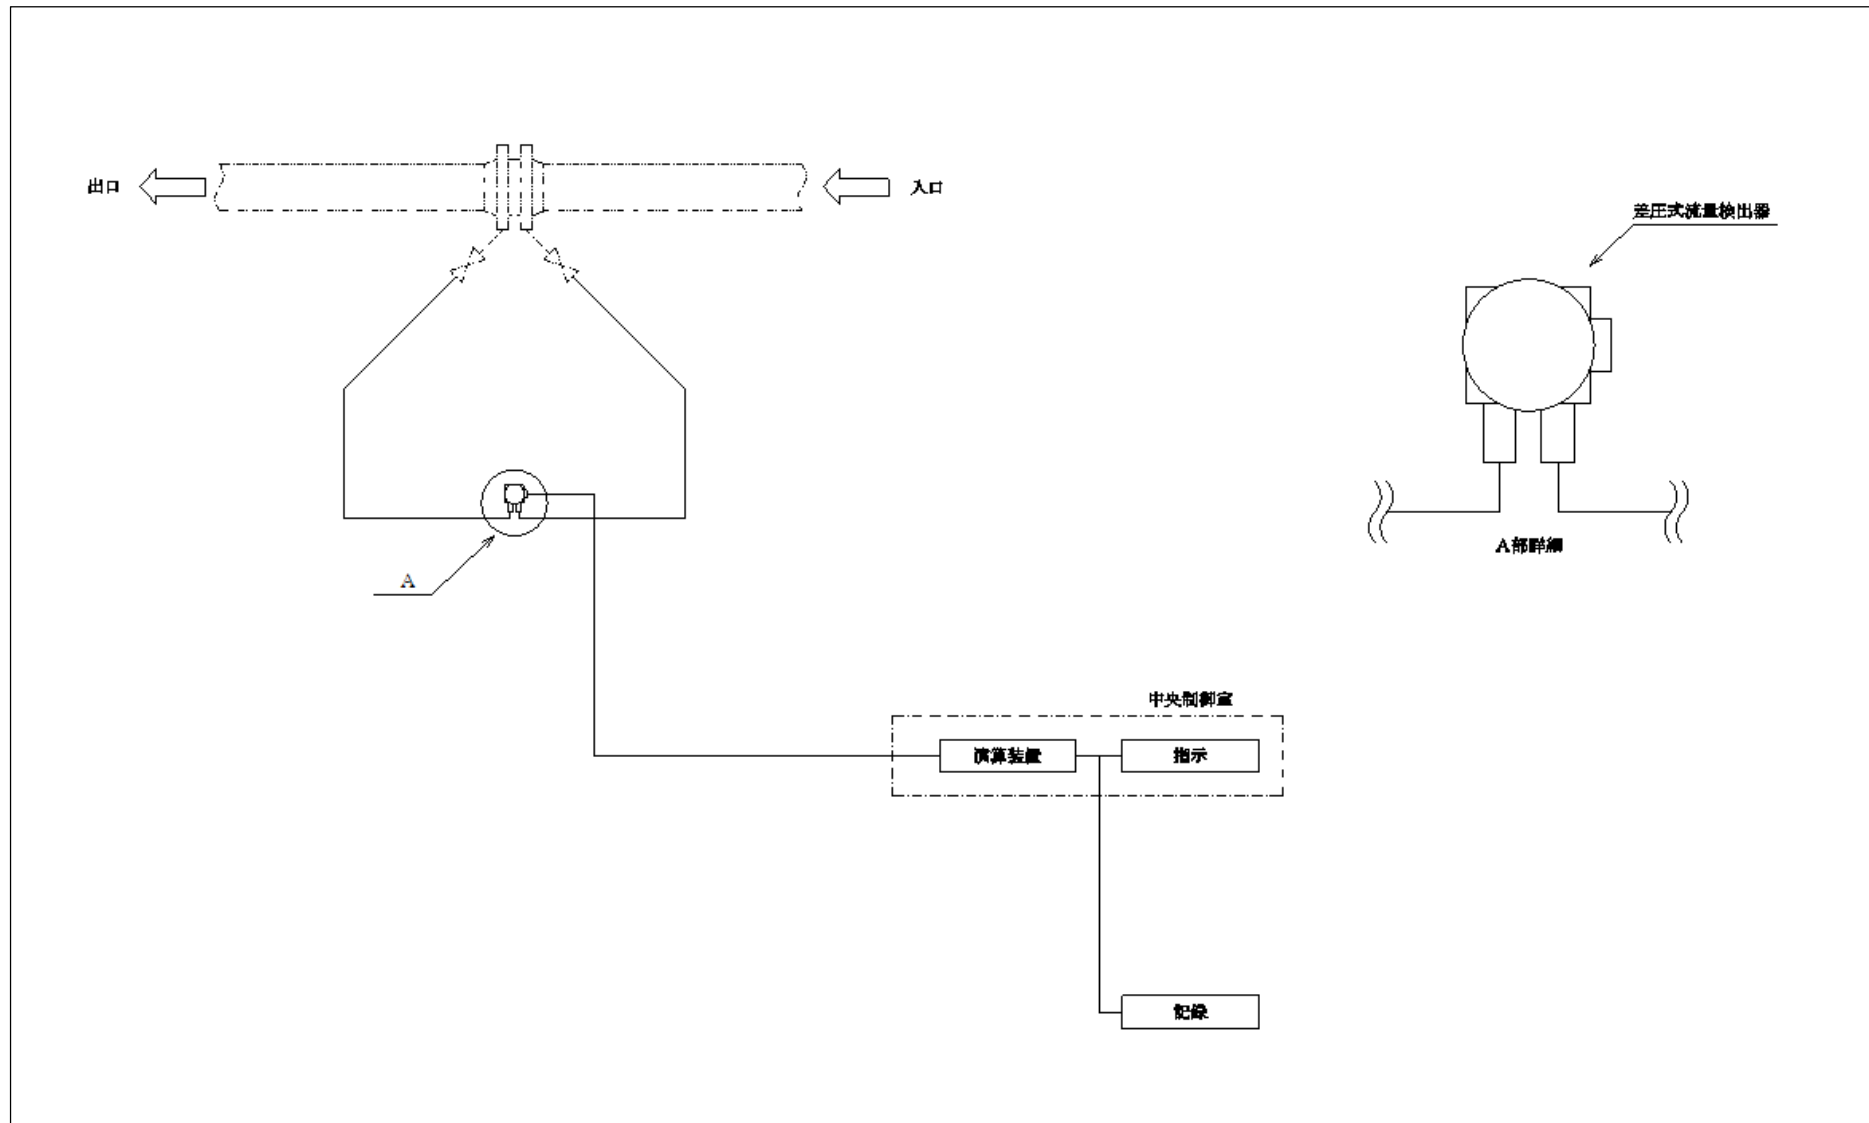 出口
入口
差圧式流量検出器
A部詳細
A
中央制御室
演算装置
指示
記録